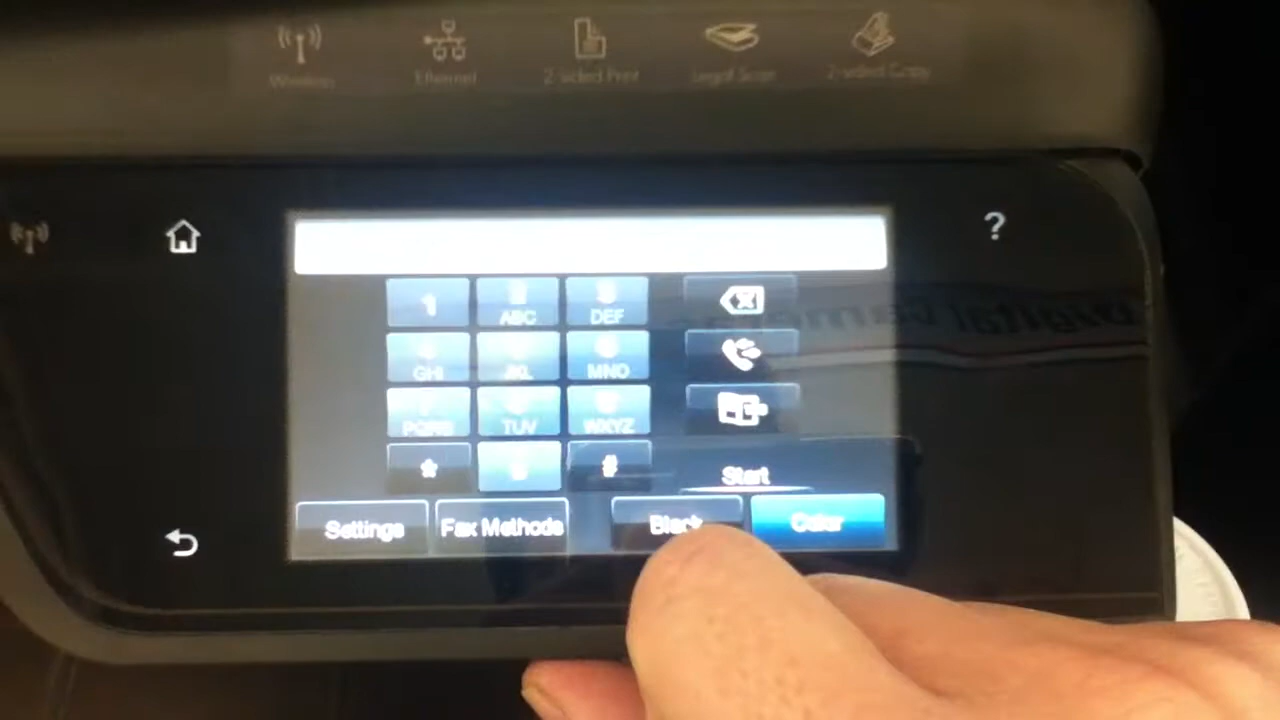 Wireless Ethernet 2-sided Print Legal Scan 2-sided Copy
?
1 ABC DEF
GHI JKL MNO
PQRS TUV WXYZ
* #
Start
Settings Fax Methods Black Color